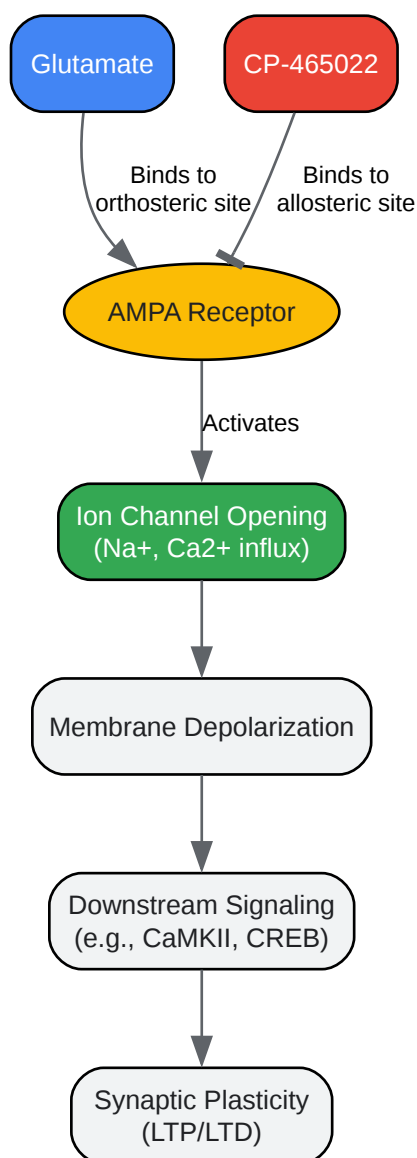 Glutamate
CP-465022
Binds to
orthosteric site
Binds to
allosteric site
AMPA Receptor
Activates
Ion Channel Opening
(Na+, Ca2+ influx)
Membrane Depolarization
Downstream Signaling
(e.g., CaMKII, CREB)
Synaptic Plasticity
(LTP/LTD)